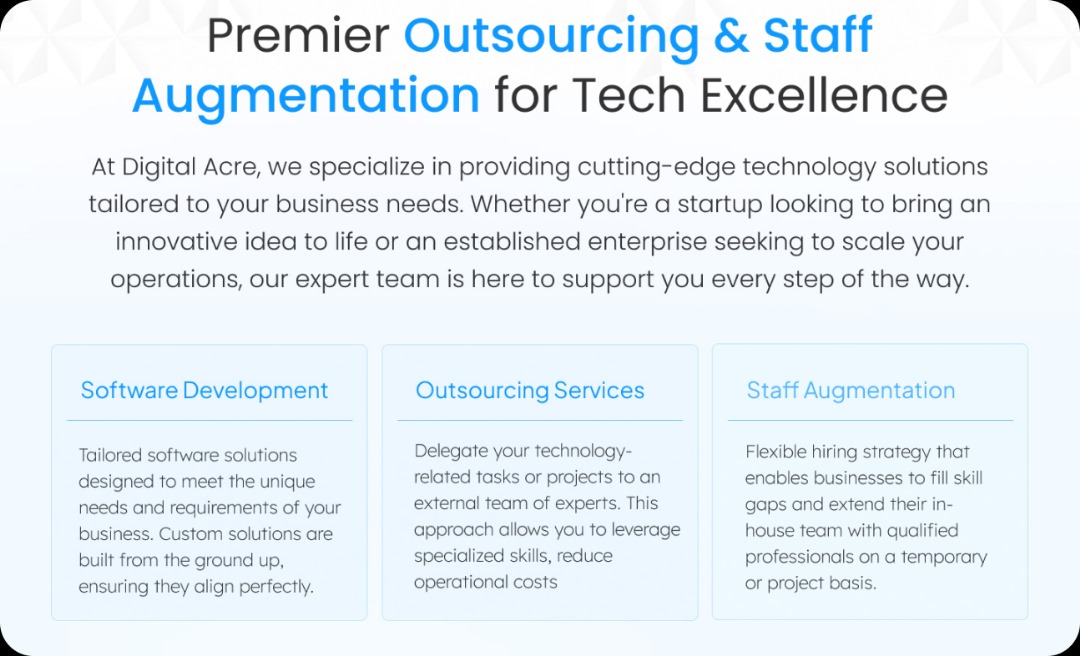 Premier Outsourcing & Staff
Augmentation for Tech Excellence
At Digital Acre, we specialize in providing cutting-edge technology solutions
tailored to your business needs. Whether you're a startup looking to bring an
innovative idea to life or an established enterprise seeking to scale your
operations, our expert team is here to support you every step of the way.
Software Development
Tailored software solutions
designed to meet the unique
needs and requirements of your
business. Custom solutions are
built from the ground up,
ensuring they align perfectly.
Outsourcing Services
Delegate your technology-
related tasks or projects to an
external team of experts. This
approach allows you to leverage
specialized skills, reduce
operational costs
Staff Augmentation
Flexible hiring strategy that
enables businesses to fill skill
gaps and extend their in-
house team with qualified
professionals on a temporary
or project basis.